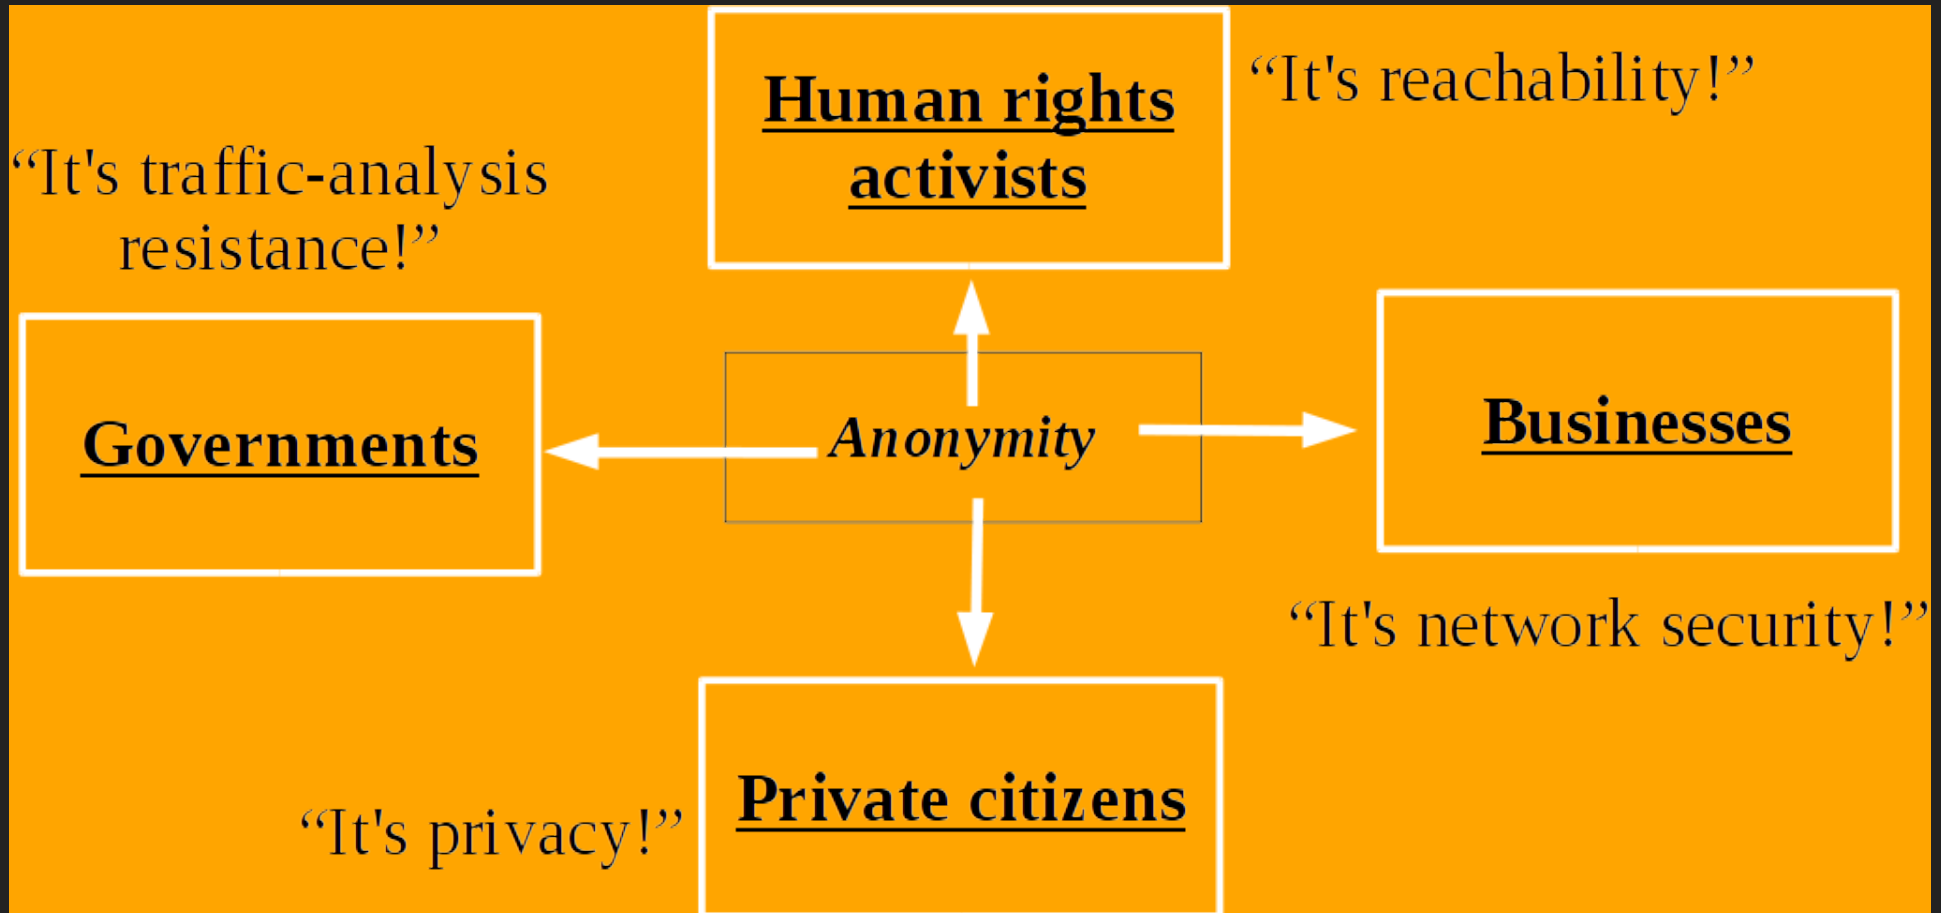 Human rights
activists
“It's reachability!”
“It's traffic-analysis
resistance!”
Governments
Anonymity
Businesses
“It's network security!”
Private citizens
“It's privacy!”